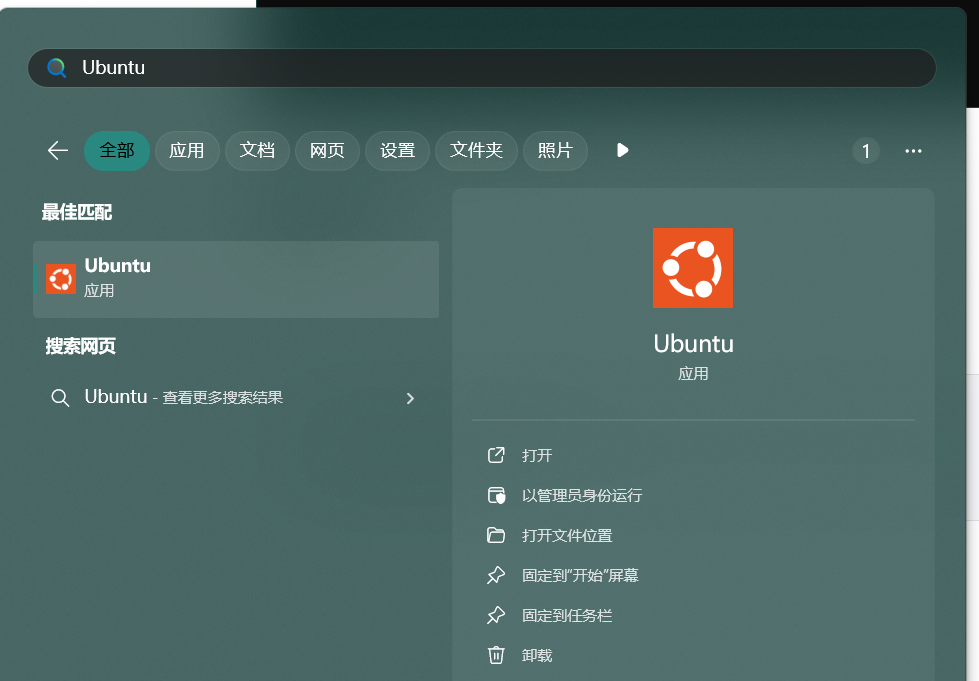 Ubuntu
全部 应用 文档 网页 设置 文件夹 照片 1
最佳匹配
Ubuntu
应用
搜索网页
Ubuntu - 查看更多搜索结果
Ubuntu
应用
打开
以管理员身份运行
打开文件位置
固定到"开始"屏幕
固定到任务栏
卸载